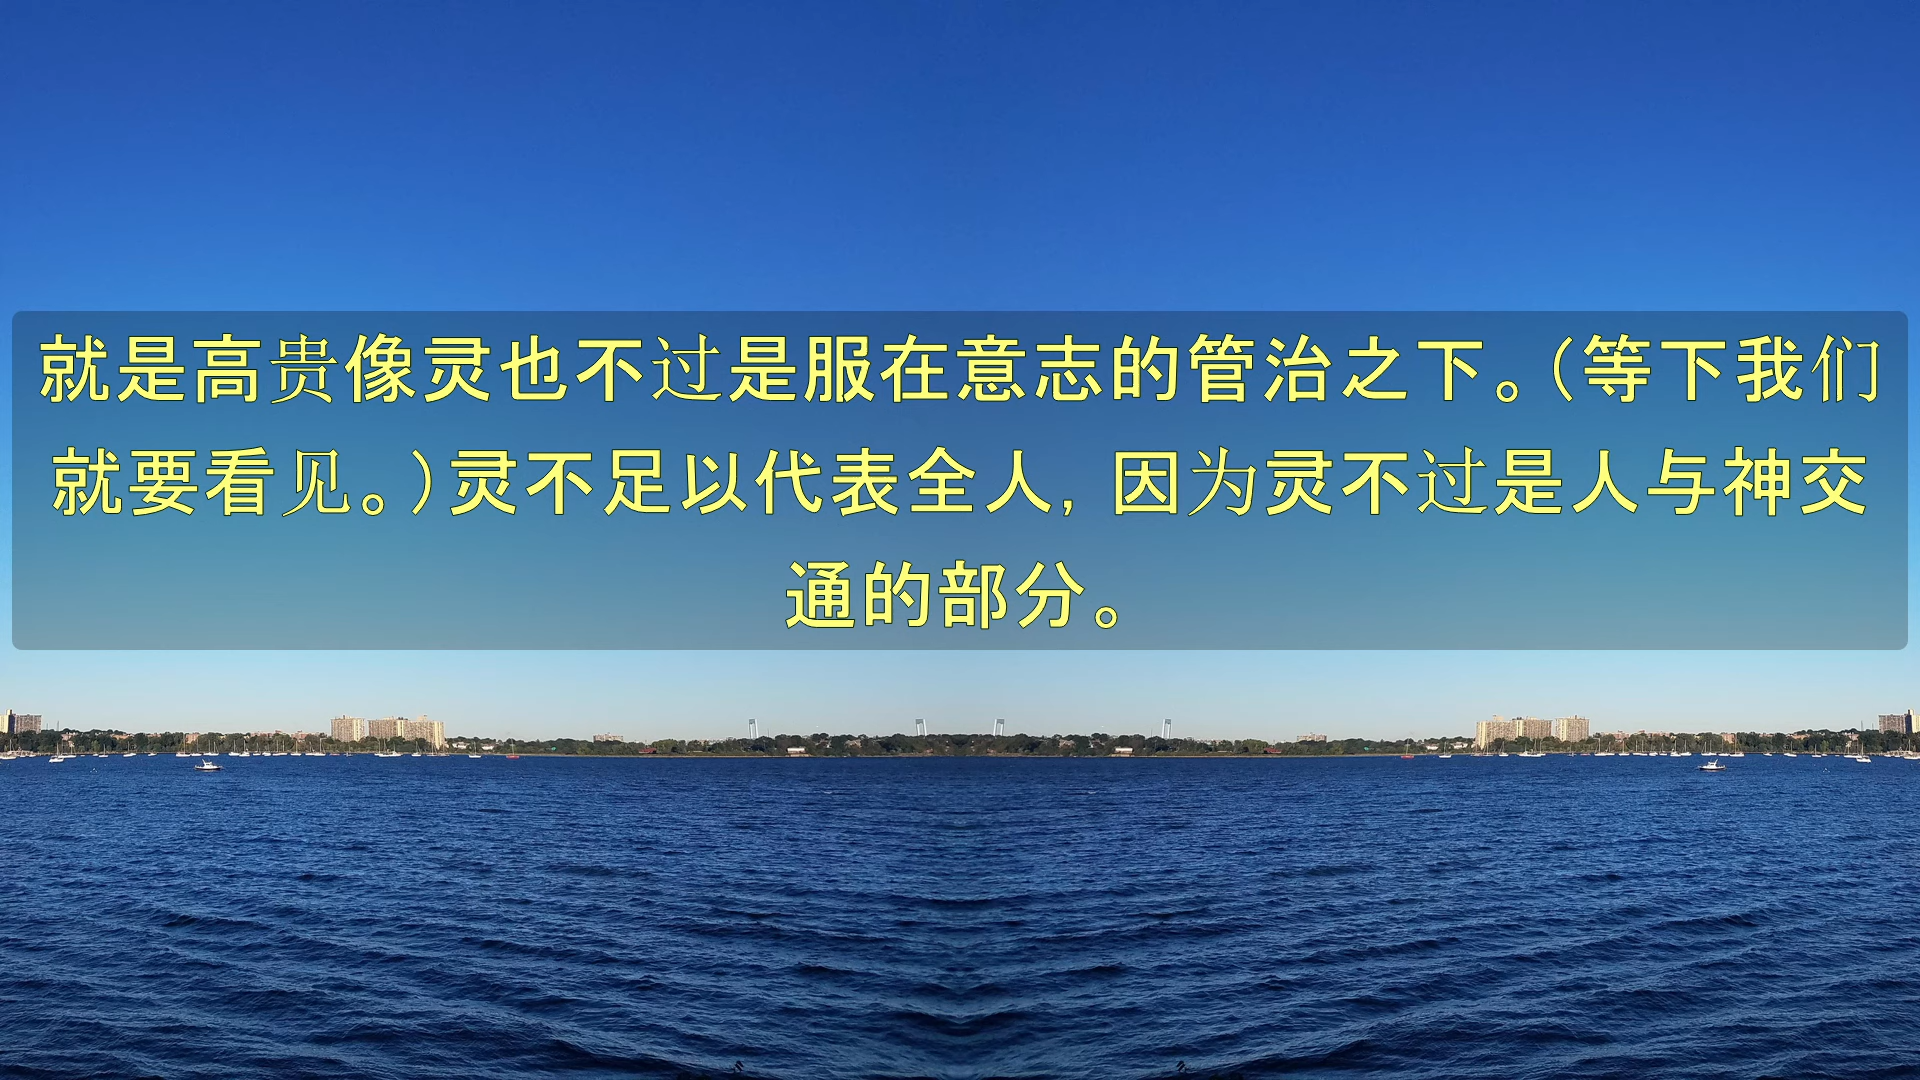 就是高贵像灵也不过是服在意志的管治之下。(等下我们
就要看见。)灵不足以代表全人, 因为灵不过是人与神交
通的部分。